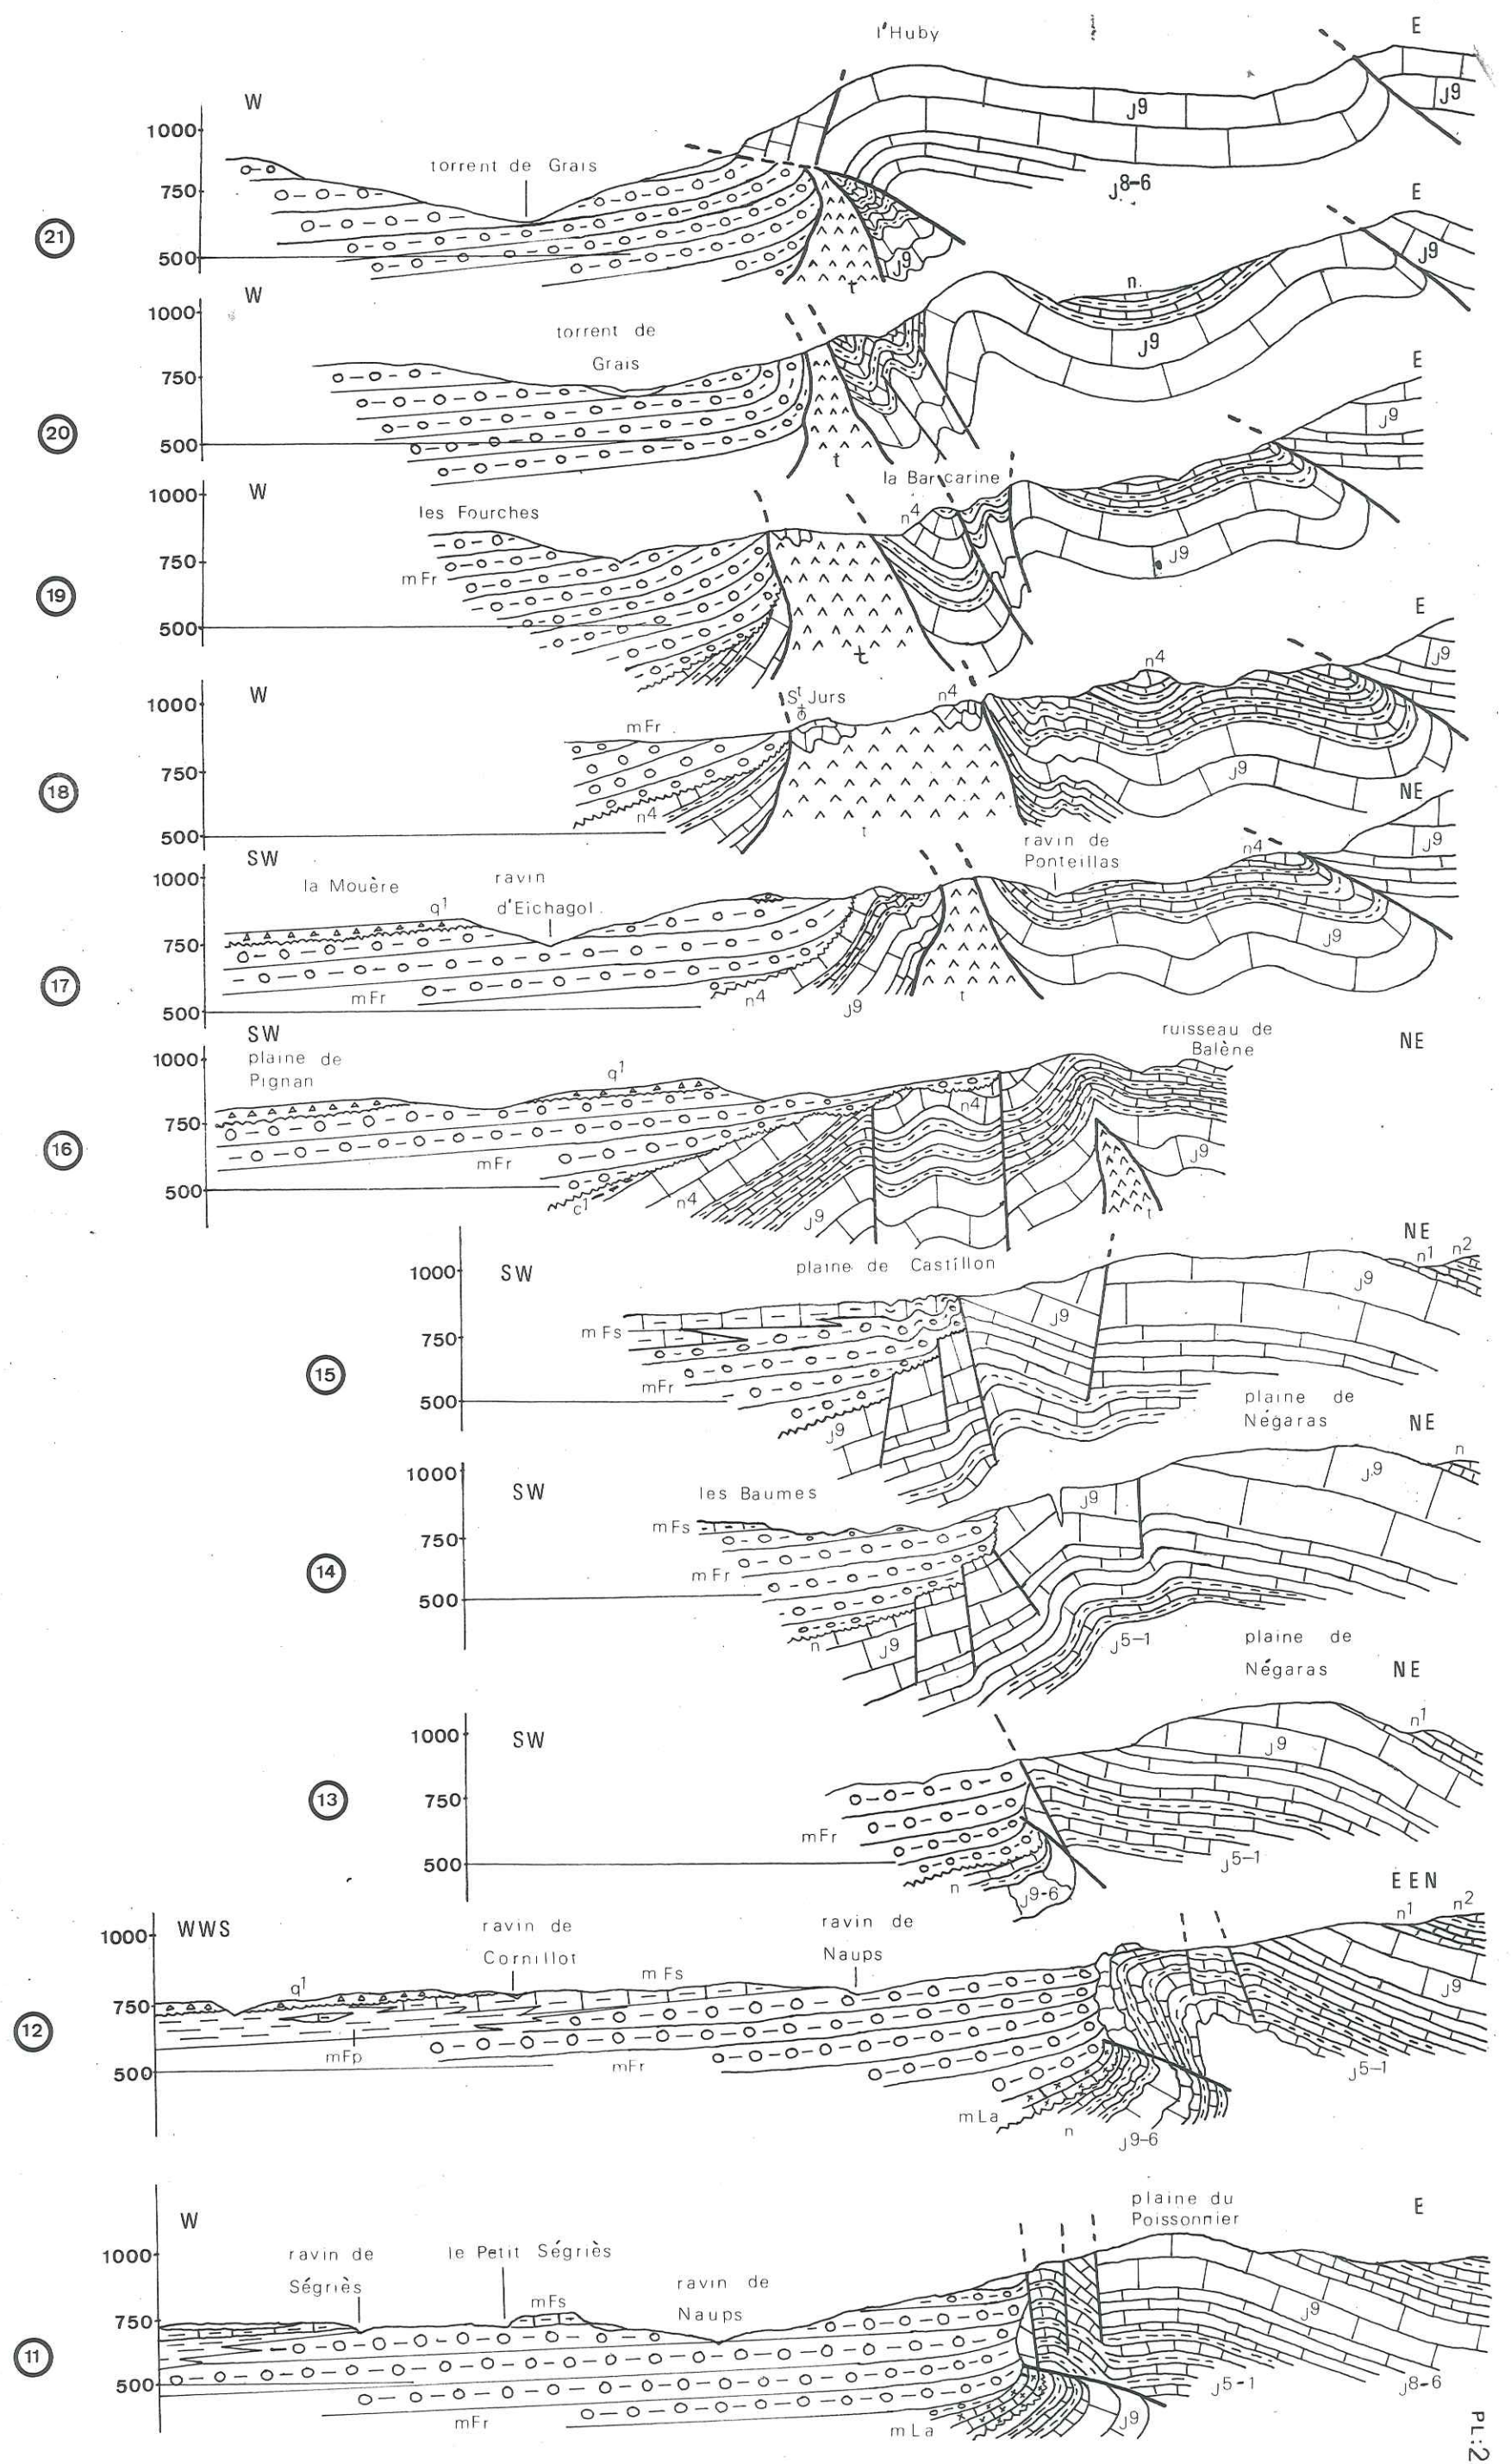 l'Huby
E
W
1000
torrent de Grais
J9
J9
750
J8-6
21
500
J9
t
E
W
1000
torrent de
Grais
n
J9
J9
750
20
500
t
E
J9
W
1000
les Fourches
la Barcarine
n4
750
mFr
J9
19
500
t
E
W
1000
mFr
St Jurs
n4
n4
J9
750
J9
18
n4
500
t
NE
SW
1000
la Mouère
ravin
d'Eichagol
q1
ravin de
Ponteillas
n4
J9
750
J9
17
mFr
n4
J9
t
500
SW
1000
plaine de
Pignan
q1
ruisseau de
Balène
NE
n4
750
16
mFr
J9
500
c1
n4
J9
t
NE
1000
SW
plaine de Castillon
n1 n2
J9
J9
750
mFs
15
mFr
500
J9
plaine de
Négaras
NE
1000
SW
les Baumes
n
J9
J9
mFs
750
14
mFr
500
n
J9
J5-1
plaine de
Négaras
NE
1000
SW
n1
J9
13
750
mFr
500
n
J9-6
J5-1
EEN
1000
WWS
ravin de
Cornillot
ravin de
Naups
n1
n2
q1
mFs
J9
750
12
mFp
mFr
500
J5-1
mLa
n
J9-6
W
plaine du
Poissonnier
E
1000
ravin de
Ségriès
le Petit Ségriès
ravin de
Naups
mFs
750
J9
11
500
J5-1
J8-6
mFr
mLa
J9
PL:2